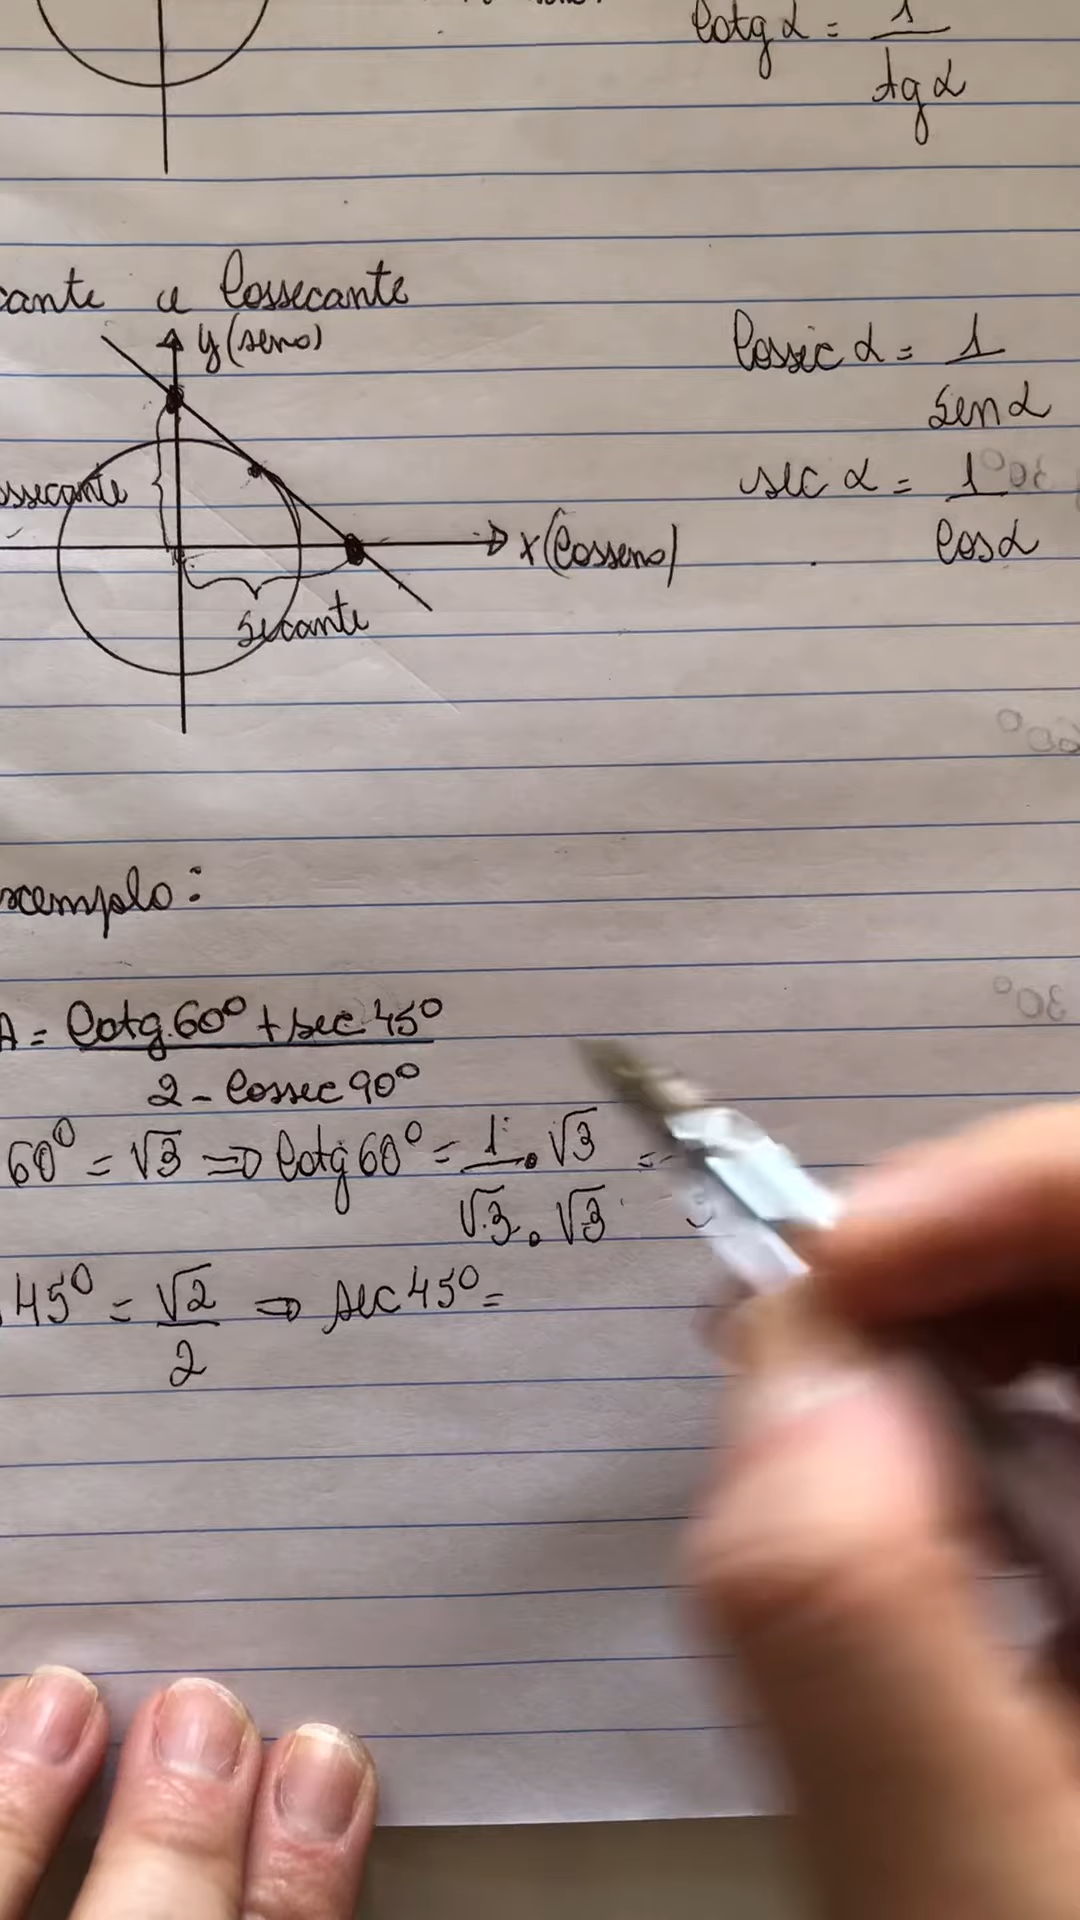 Cotg α = 1
tg α
cante e Cossecante
y (seno)
Cossec α = 1
sen α
ssecante
sec α = 1
cos α
x (Cosseno)
secante
xemplo:
A = Cotg 60° + sec 45°
2 - Cossec 90°
60° = √3 ⇒ Cotg 60° = 1 . √3 =
√3 . √3
45° = √2 ⇒ sec 45° =
2